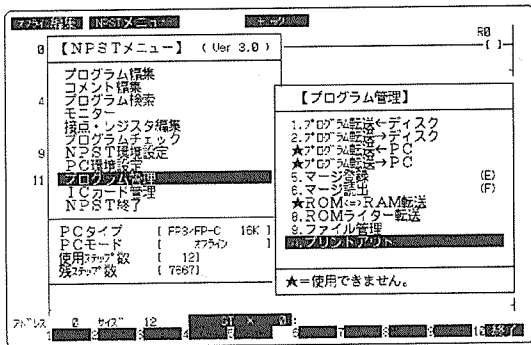 NPSTメニュー
R0
0 【NPSTメニュー】 (Ver 3.0)
プログラム編集
コメント編集
4 プログラム検索
モニター
接点・レジスタ編集
プログラムチェック
9 NPST環境設定
PC環境設定
11 プログラム管理
ICカード管理
NPST終了
PCタイプ [ FP3/FP-C 16K ]
PCモード [ オフライン ]
使用ステップ数 [ 12]
残ステップ数 [ 7667]
【プログラム管理】
1.プログラム転送←ディスク
2.プログラム転送→ディスク
★プログラム転送←PC
★プログラム転送→PC
5.マージ登録 (E)
6.マージ読出 (F)
★ROM<=>RAM転送
8.ROMライター転送
9.ファイル管理
プリントアウト
★=使用できません。
アドレス 0 サイズ 12
1 2 3 4 5 6 7 8 9 10 終了